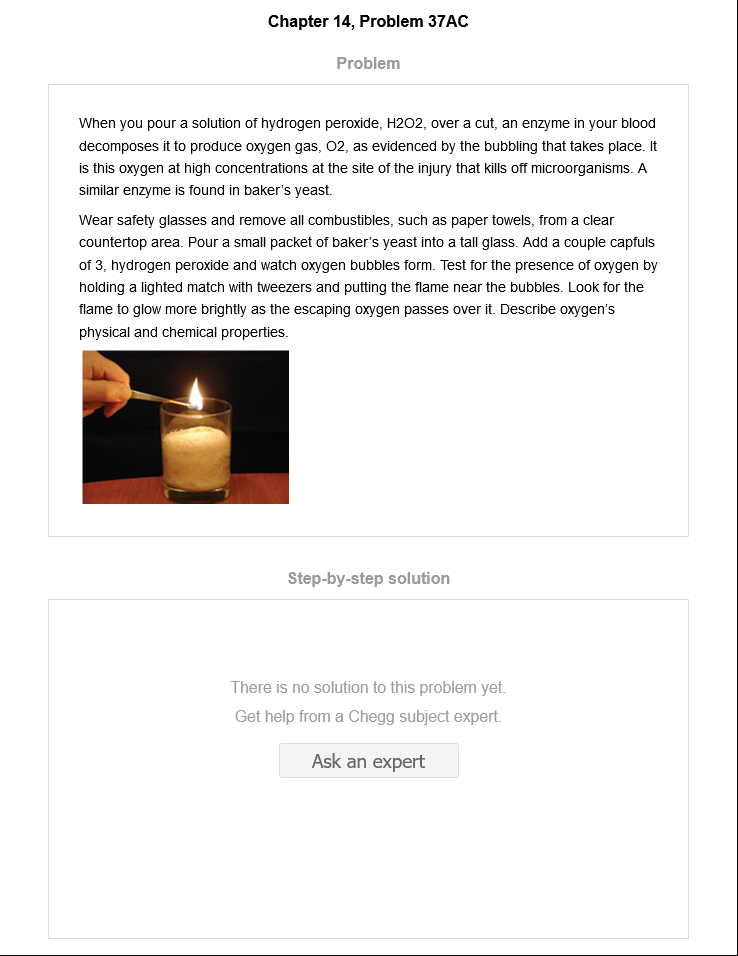 Chapter 14, Problem 37AC
Problem
When you pour a solution of hydrogen peroxide, H2O2, over a cut, an enzyme in your blood
decomposes it to produce oxygen gas, O2, as evidenced by the bubbling that takes place. It
is this oxygen at high concentrations at the site of the injury that kills off microorganisms. A
similar enzyme is found in baker’s yeast.
Wear safety glasses and remove all combustibles, such as paper towels, from a clear
countertop area. Pour a small packet of baker’s yeast into a tall glass. Add a couple capfuls
of 3, hydrogen peroxide and watch oxygen bubbles form. Test for the presence of oxygen by
holding a lighted match with tweezers and putting the flame near the bubbles. Look for the
flame to glow more brightly as the escaping oxygen passes over it. Describe oxygen’s
physical and chemical properties.
Step-by-step solution
There is no solution to this problem yet.
Get help from a Chegg subject expert.
Ask an expert